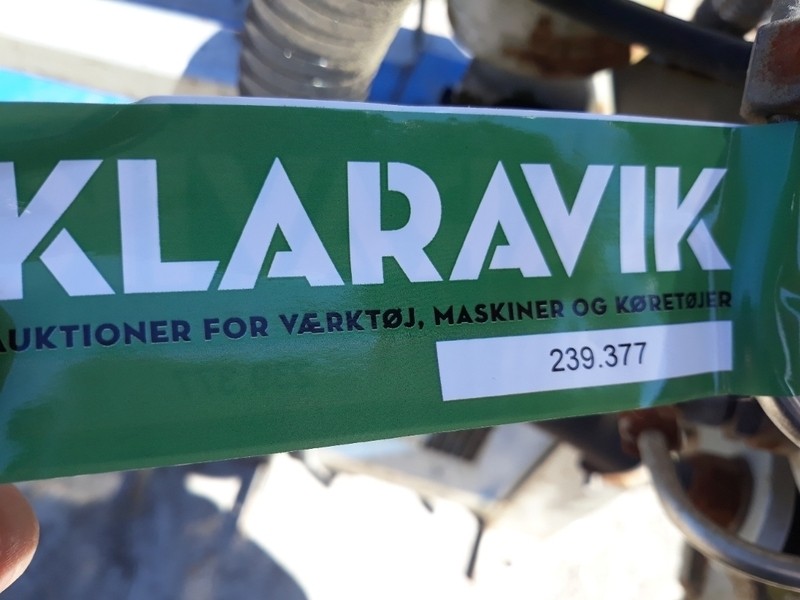 KLARAVIK
AUKTIONER FOR VÆRKTØJ, MASKINER OG KØRETØJER
239.377